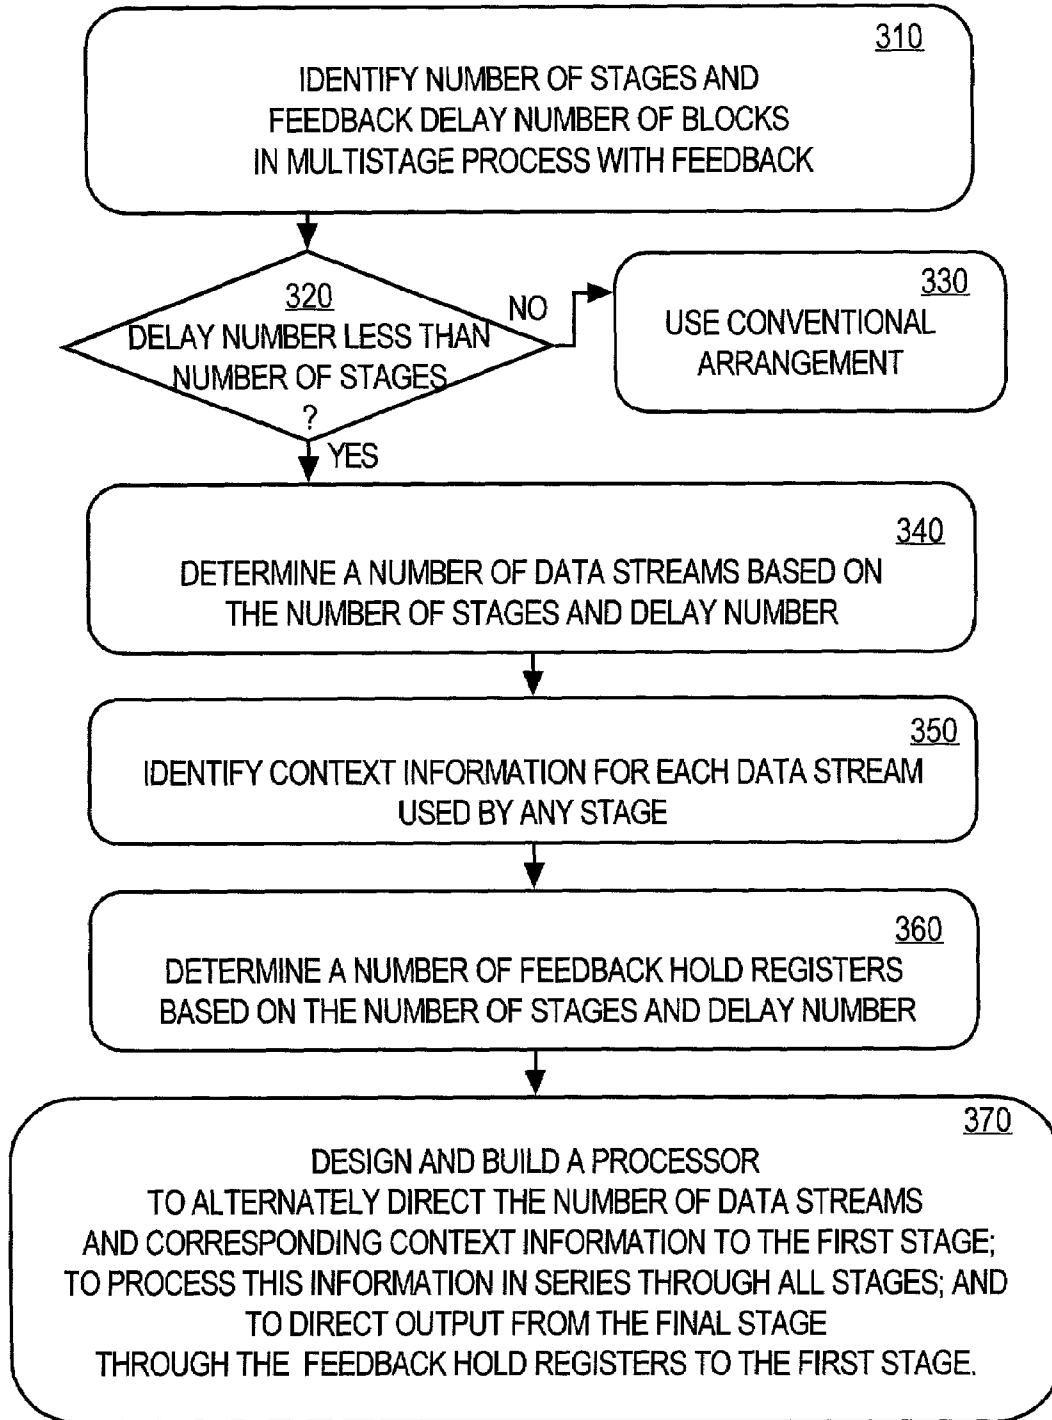 310
IDENTIFY NUMBER OF STAGES AND
FEEDBACK DELAY NUMBER OF BLOCKS
IN MULTISTAGE PROCESS WITH FEEDBACK
320
DELAY NUMBER LESS THAN
NUMBER OF STAGES
?
NO
330
USE CONVENTIONAL
ARRANGEMENT
YES
340
DETERMINE A NUMBER OF DATA STREAMS BASED ON
THE NUMBER OF STAGES AND DELAY NUMBER
350
IDENTIFY CONTEXT INFORMATION FOR EACH DATA STREAM
USED BY ANY STAGE
360
DETERMINE A NUMBER OF FEEDBACK HOLD REGISTERS
BASED ON THE NUMBER OF STAGES AND DELAY NUMBER
370
DESIGN AND BUILD A PROCESSOR
TO ALTERNATELY DIRECT THE NUMBER OF DATA STREAMS
AND CORRESPONDING CONTEXT INFORMATION TO THE FIRST STAGE;
TO PROCESS THIS INFORMATION IN SERIES THROUGH ALL STAGES; AND
TO DIRECT OUTPUT FROM THE FINAL STAGE
THROUGH THE FEEDBACK HOLD REGISTERS TO THE FIRST STAGE.